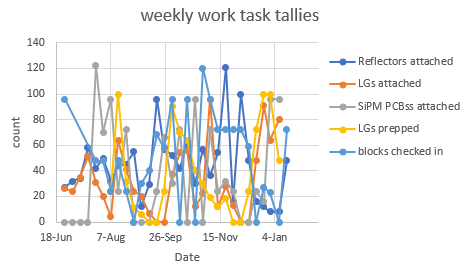 weekly work task tallies
140
120
100
80
60
40
20
0
count
18-Jun 7-Aug 26-Sep 15-Nov 4-Jan
Date
Reflectors attached
LGs attached
SiPM PCBss attached
LGs prepped
blocks checked in